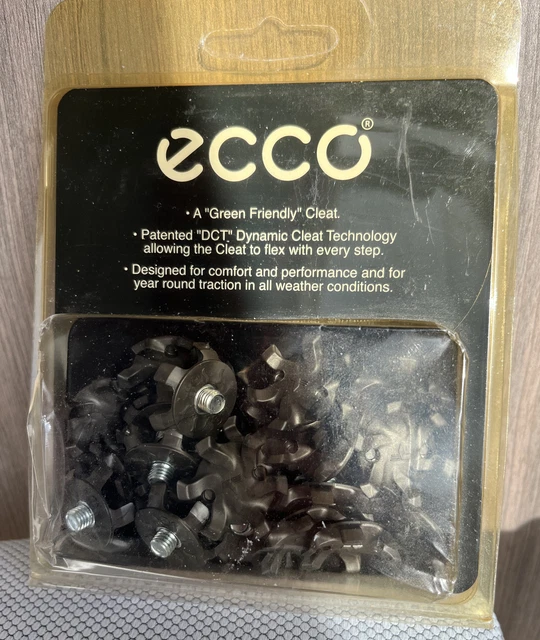 ecco®
• A "Green Friendly" Cleat.
• Patented "DCT" Dynamic Cleat Technology
allowing the Cleat to flex with every step.
• Designed for comfort and performance and for
year round traction in all weather conditions.